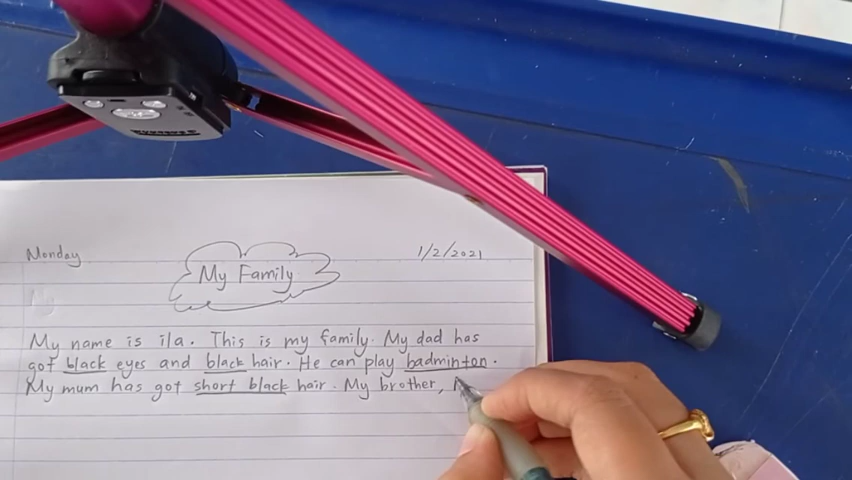 Monday
My Family
1/2/2021
My name is ila. This is my family. My dad has
got black eyes and black hair. He can play badminton.
My mum has got short black hair. My brother,